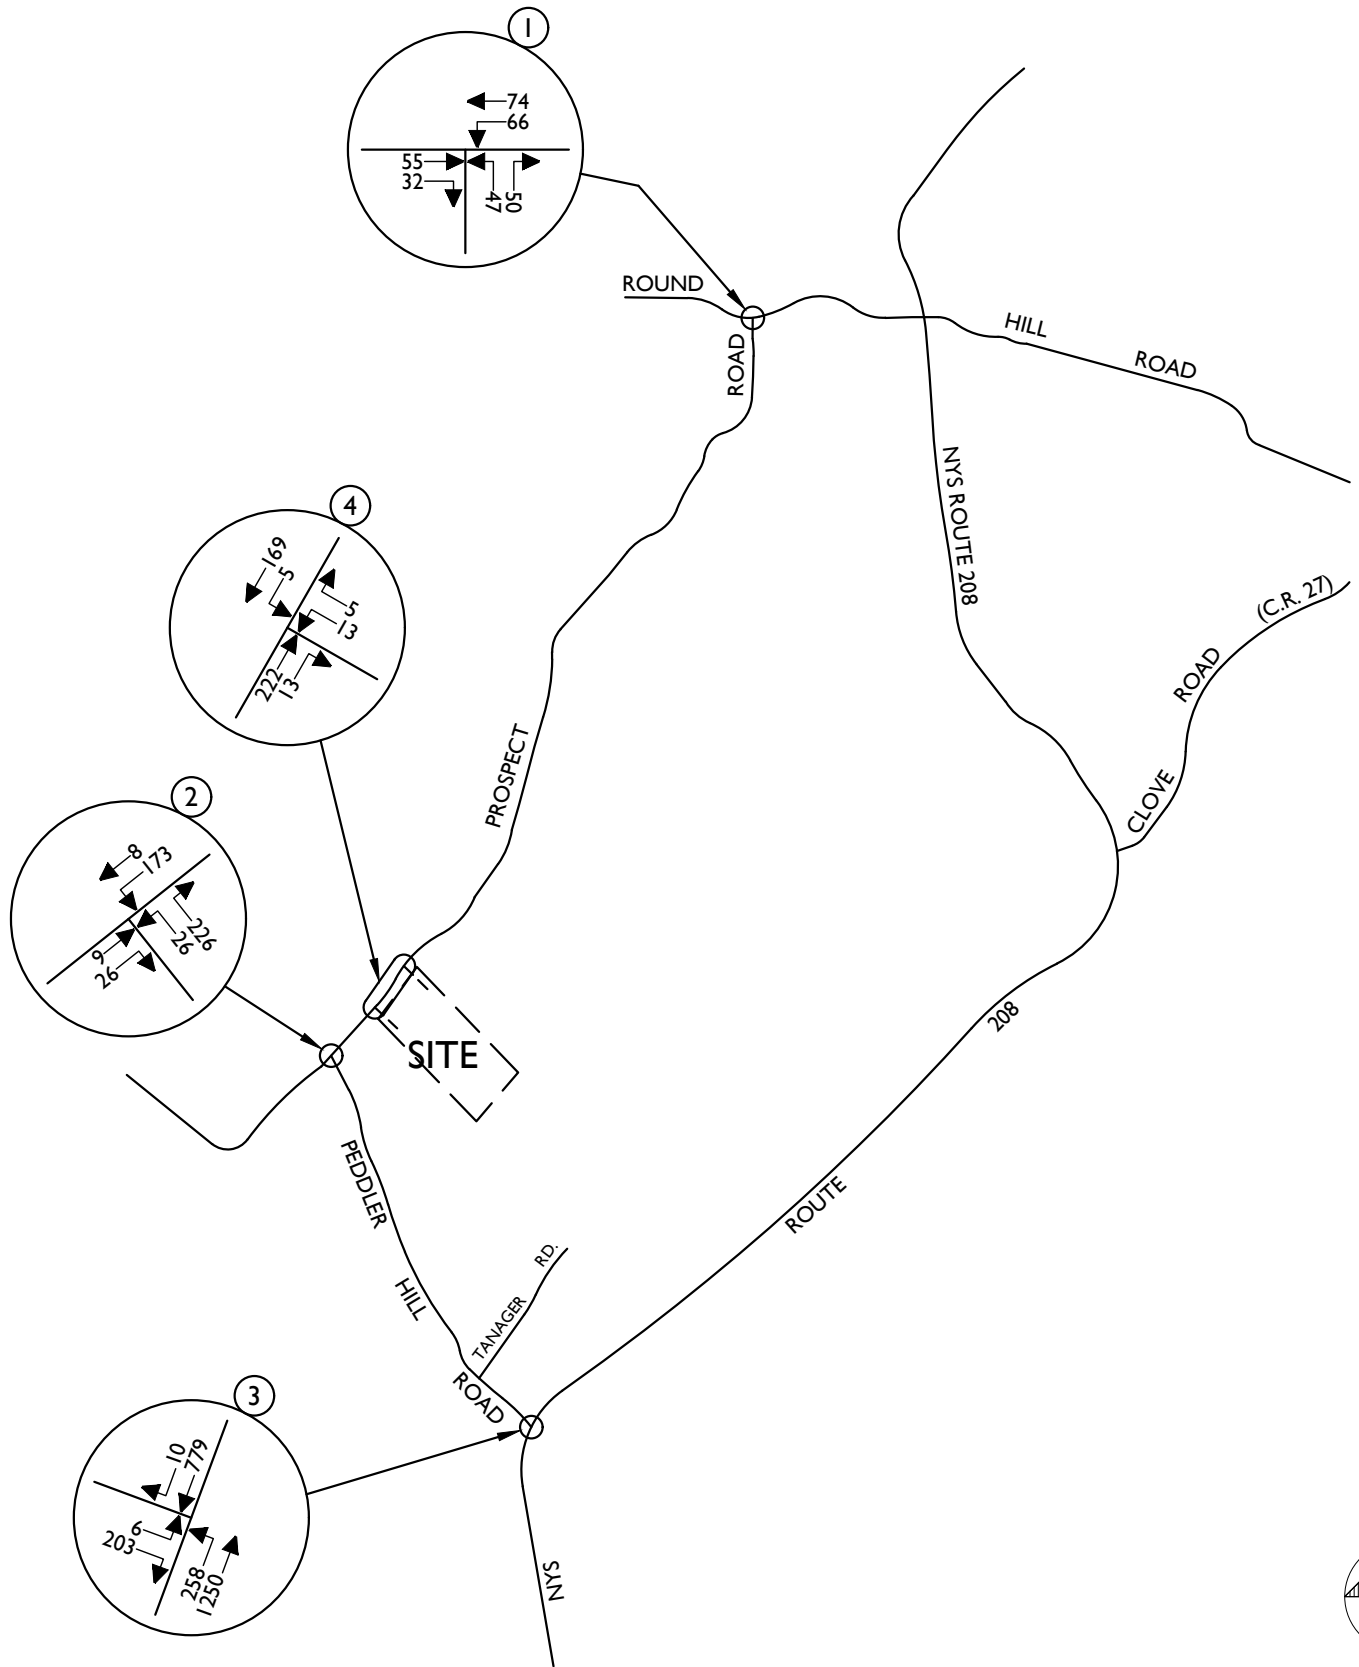 1
74
66
55
32
47
50
ROUND
HILL
ROAD
ROAD
NYS ROUTE 208
4
169
5
5
13
222
13
(C.R. 27)
ROAD
CLOVE
PROSPECT
2
8
173
226
26
9
26
SITE
208
ROUTE
PEDDLER
HILL
ROAD
TANAGER
RD.
3
10
779
6
203
258
1250
NYS